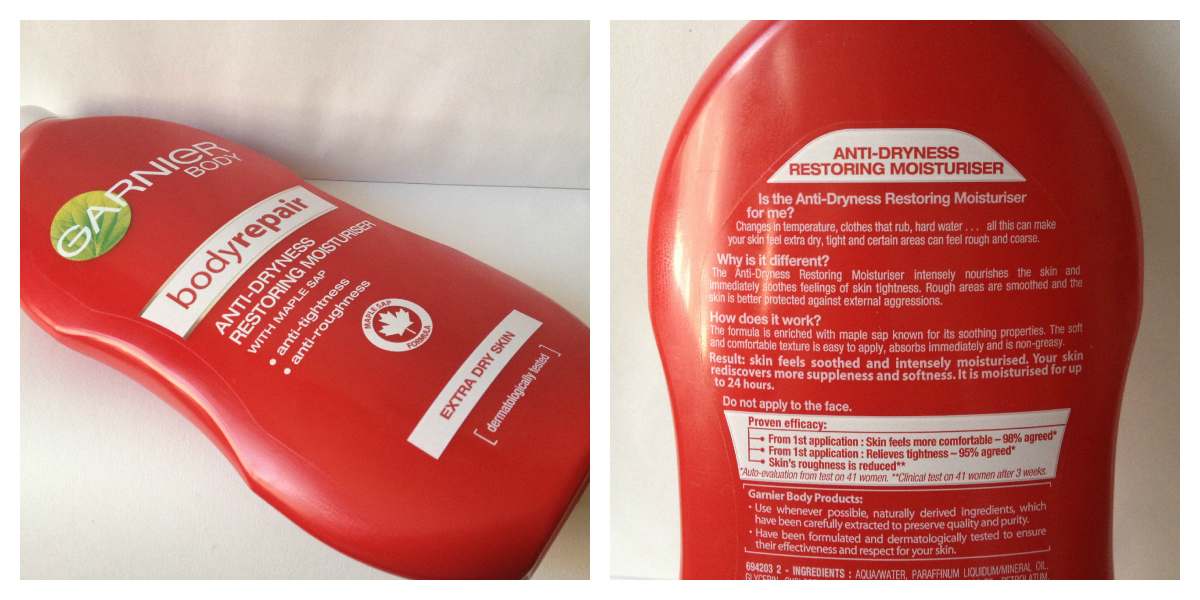 GARNIER
BODY
bodyrepair
ANTI-DRYNESS
RESTORING MOISTURISER
WITH MAPLE SAP
• anti-tightness
• anti-roughness
MAPLE SAP
FORMULA
EXTRA DRY SKIN
[dermatologically tested]
ANTI-DRYNESS
RESTORING MOISTURISER
Is the Anti-Dryness Restoring Moisturiser
for me?
Changes in temperature, clothes that rub, hard water . . . all this can make
your skin feel extra dry, tight and certain areas can feel rough and coarse.
Why is it different?
The Anti-Dryness Restoring Moisturiser intensely nourishes the skin and
immediately soothes feelings of skin tightness. Rough areas are smoothed and the
skin is better protected against external aggressions.
How does it work?
The formula is enriched with maple sap known for its soothing properties. The soft
and comfortable texture is easy to apply, absorbs immediately and is non-greasy.
Result: skin feels soothed and intensely moisturised. Your skin
rediscovers more suppleness and softness. It is moisturised for up
to 24 hours.
Do not apply to the face.
Proven efficacy:
From 1st application : Skin feels more comfortable – 98% agreed*
From 1st application : Relieves tightness – 95% agreed*
Skin's roughness is reduced**
*Auto-evaluation from test on 41 women. **Clinical test on 41 women after 3 weeks.
Garnier Body Products:
• Use whenever possible, naturally derived ingredients, which
have been carefully extracted to preserve quality and purity.
• Have been formulated and dermatologically tested to ensure
their effectiveness and respect for your skin.
694203 2 - INGREDIENTS : AQUA/WATER, PARAFFINUM LIQUIDUM/MINERAL OIL,